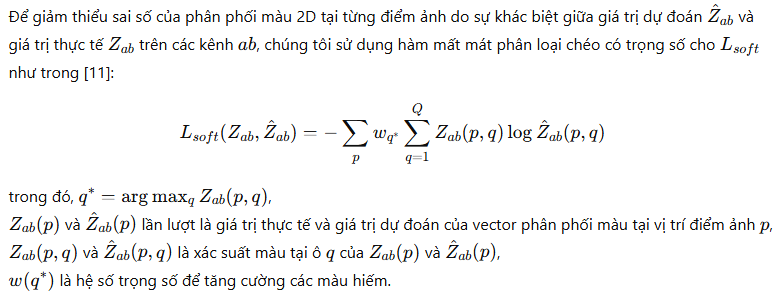 Để giảm thiểu sai số của phân phối màu 2D tại từng điểm ảnh do sự khác biệt giữa giá trị dự đoán $\hat{Z}_{ab}$ và
giá trị thực tế $Z_{ab}$ trên các kênh $ab$, chúng tôi sử dụng hàm mất mát phân loại chéo có trọng số cho $L_{soft}$
như trong [11]:
$L_{soft}(Z_{ab}, \hat{Z}_{ab}) = -\sum_{p} w_{q^*} \sum_{q=1}^{Q} Z_{ab}(p, q) \log \hat{Z}_{ab}(p, q)$
trong đó, $q^* = \arg\max_q Z_{ab}(p, q)$,
$Z_{ab}(p)$ và $\hat{Z}_{ab}(p)$ lần lượt là giá trị thực tế và giá trị dự đoán của vector phân phối màu tại vị trí điểm ảnh $p$,
$Z_{ab}(p, q)$ và $\hat{Z}_{ab}(p, q)$ là xác suất màu tại ô $q$ của $Z_{ab}(p)$ và $\hat{Z}_{ab}(p)$,
$w(q^*)$ là hệ số trọng số để tăng cường các màu hiếm.